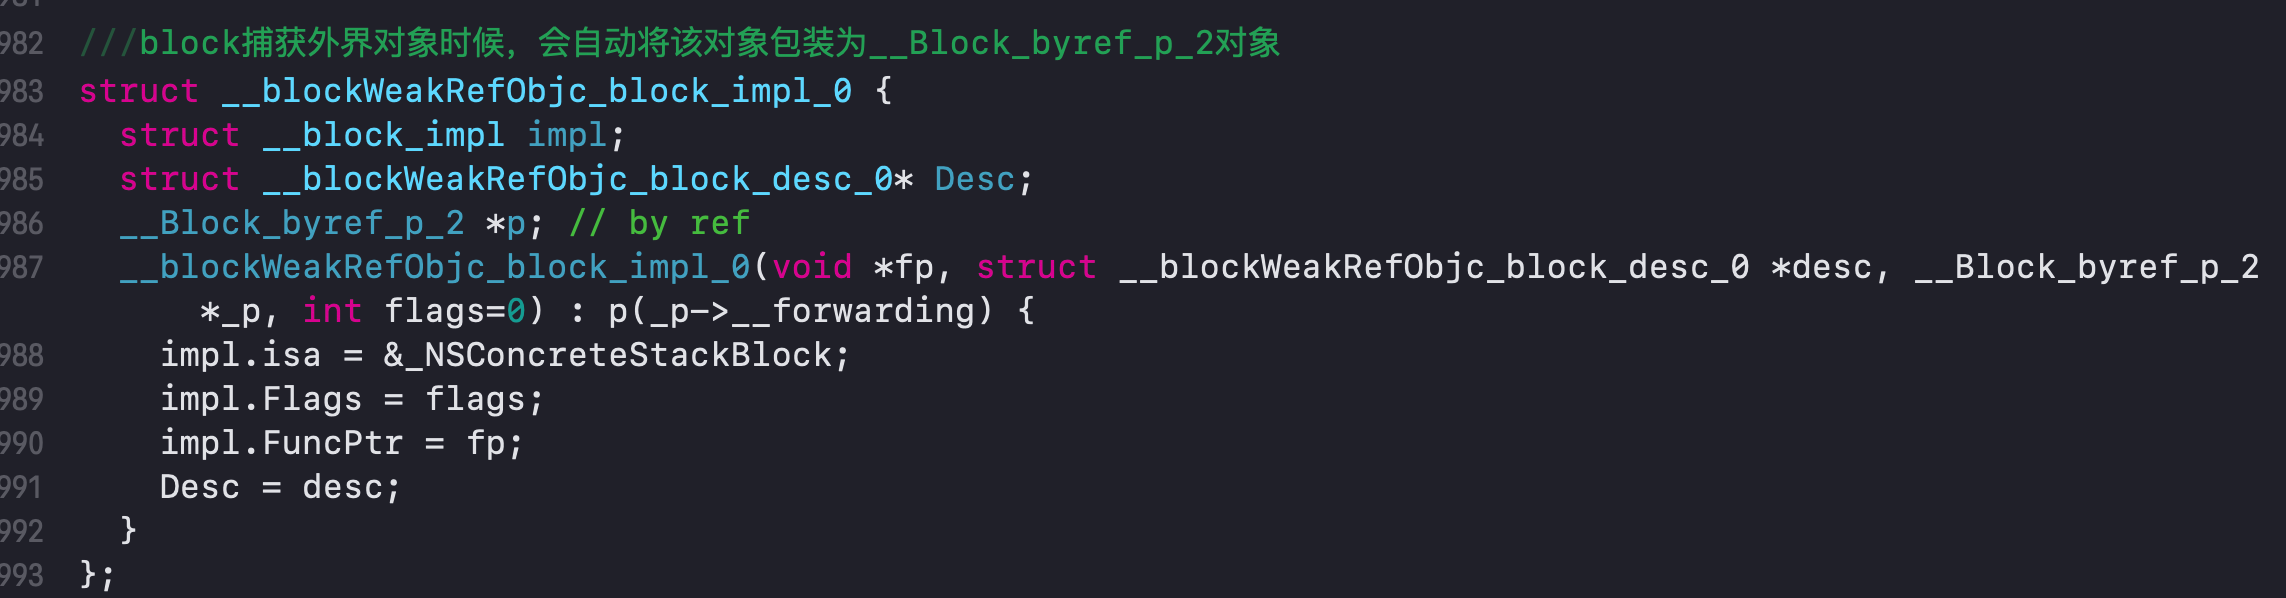 982 ///block捕获外界对象时候，会自动将该对象包装为__Block_byref_p_2对象
983 struct __blockWeakRefObjc_block_impl_0 {
984 struct __block_impl impl;
985 struct __blockWeakRefObjc_block_desc_0* Desc;
986 __Block_byref_p_2 *p; // by ref
987 __blockWeakRefObjc_block_impl_0(void *fp, struct __blockWeakRefObjc_block_desc_0 *desc, __Block_byref_p_2
*_p, int flags=0) : p(_p->__forwarding) {
988 impl.isa = &_NSConcreteStackBlock;
989 impl.Flags = flags;
990 impl.FuncPtr = fp;
991 Desc = desc;
992 }
993 };